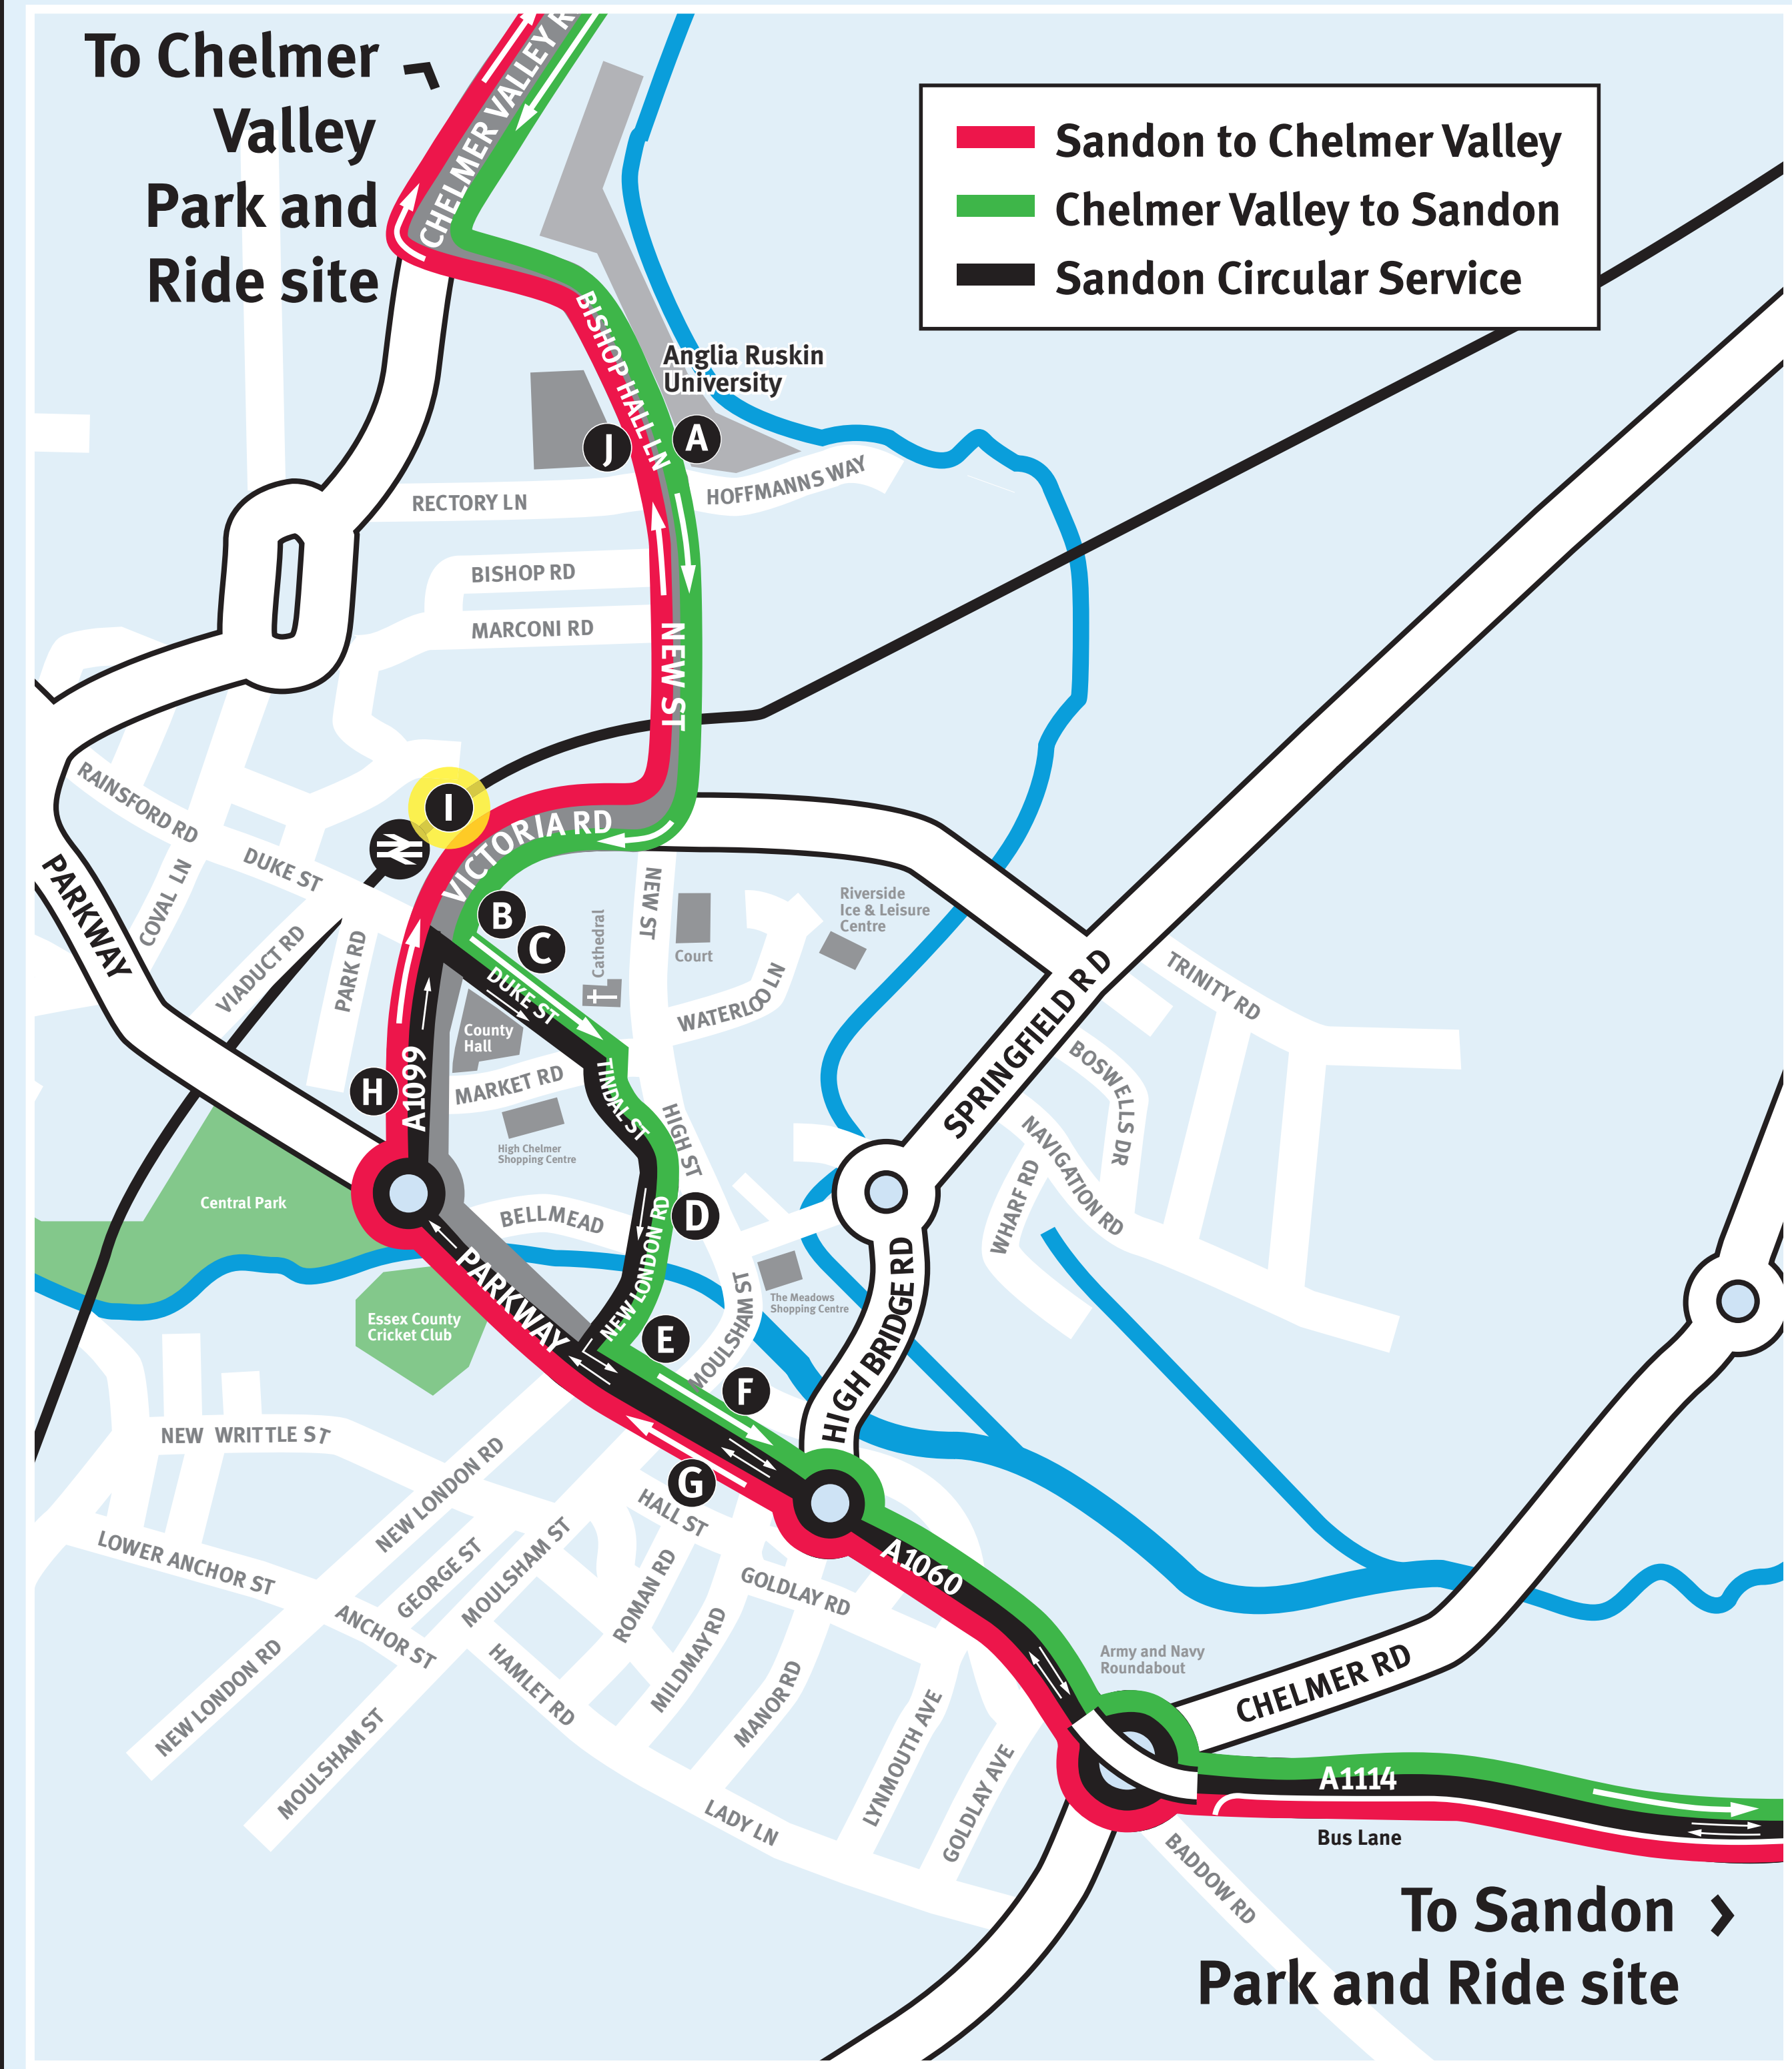 To Chelmer
Valley
Park and
Ride site
Sandon to Chelmer Valley
Chelmer Valley to Sandon
Sandon Circular Service
CHELMER VALLEY R
BISHOP HALL LN
Anglia Ruskin
University
J
A
RECTORY LN
HOFFMANNS WAY
BISHOP RD
MARCONI RD
NEW ST
I
VICTORIA RD
RAINSFORD RD
DUKE ST
COVAL LN
PARKWAY
VIADUCT RD
PARK RD
B
C
DUKE ST
Cathedral
NEW ST
Court
Riverside
Ice & Leisure
Centre
WATERLOO LN
County
Hall
MARKET RD
TINDAL ST
HIGH ST
H
A1099
High Chelmer
Shopping Centre
SPRINGFIELD RD
TRINITY RD
BOSWELLS DR
NAVIGATION RD
WHARF RD
Central Park
BELLMEAD
D
NEW LONDON RD
PARKWAY
Essex County
Cricket Club
The Meadows
Shopping Centre
MOULSHAM ST
HIGH BRIDGE RD
E
F
G
NEW WRITTLE ST
NEW LONDON RD
HALL ST
LOWER ANCHOR ST
GEORGE ST
MOULSHAM ST
ANCHOR ST
ROMAN RD
GOLDLAY RD
A1060
MILDMAY RD
HAMLET RD
MANOR RD
NEW LONDON RD
MOULSHAM ST
LYNMOUTH AVE
GOLDLAY AVE
LADY LN
Army and Navy
Roundabout
CHELMER RD
A1114
Bus Lane
BADDOW RD
To Sandon
Park and Ride site